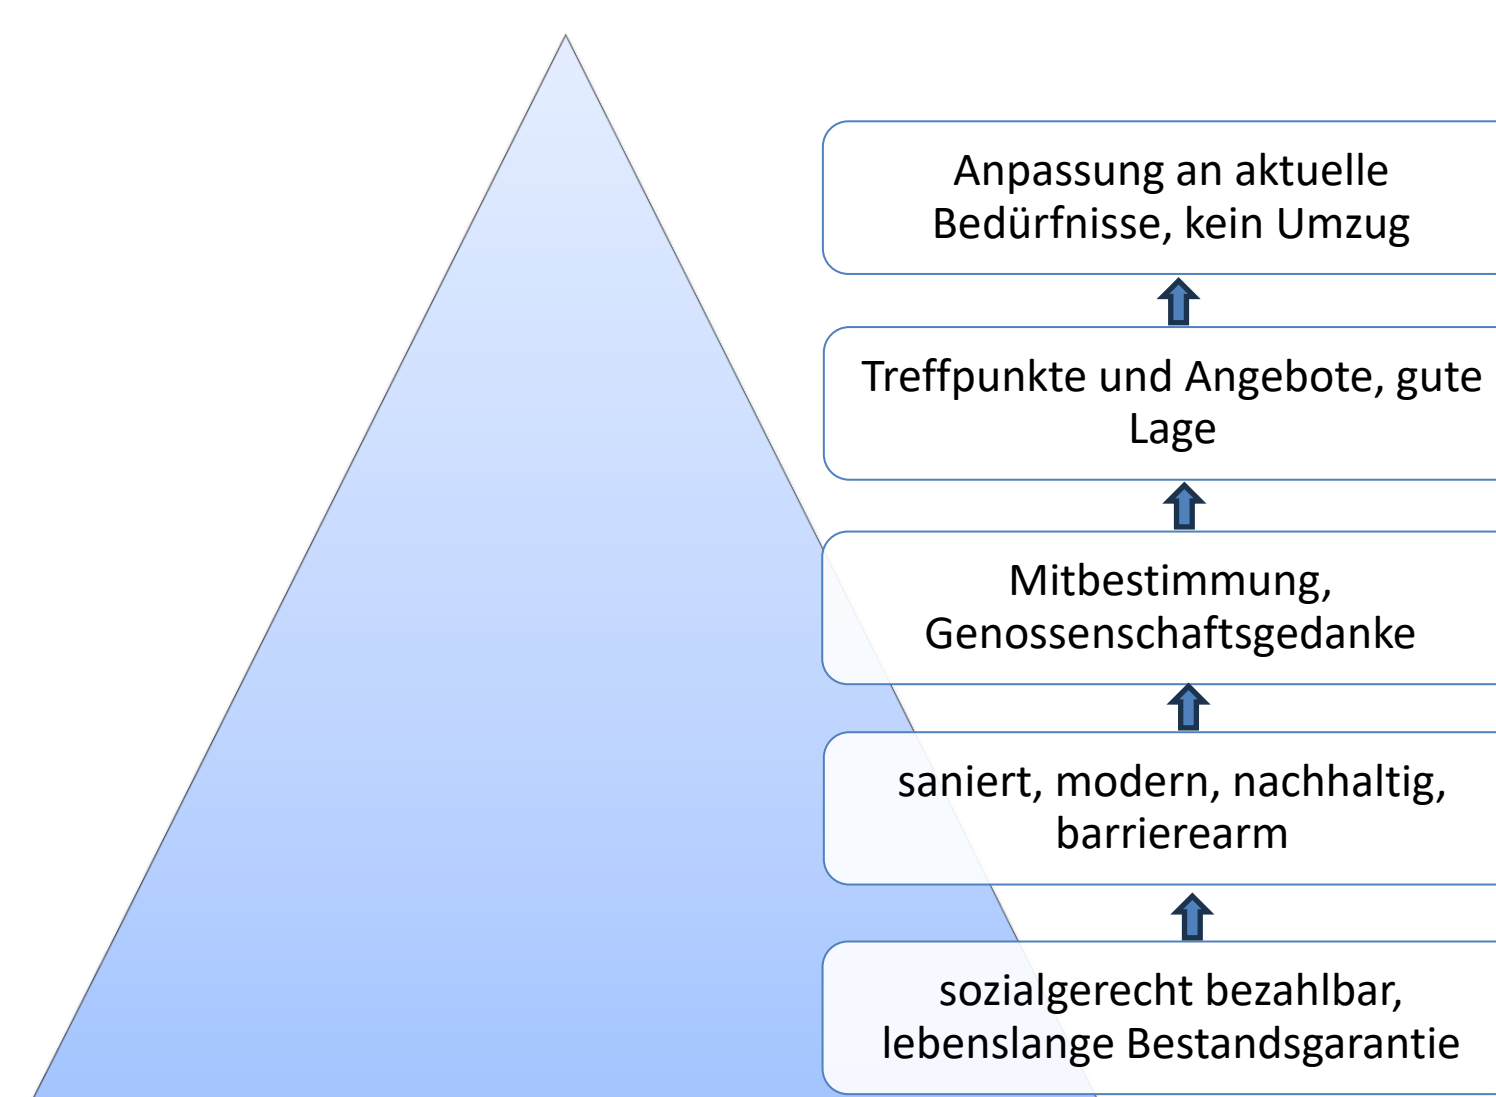 Anpassung an aktuelle
Bedürfnisse, kein Umzug
Treffpunkte und Angebote, gute
Lage
Mitbestimmung,
Genossenschaftsgedanke
saniert, modern, nachhaltig,
barrierearm
sozialgerecht bezahlbar,
lebenslange Bestandsgarantie